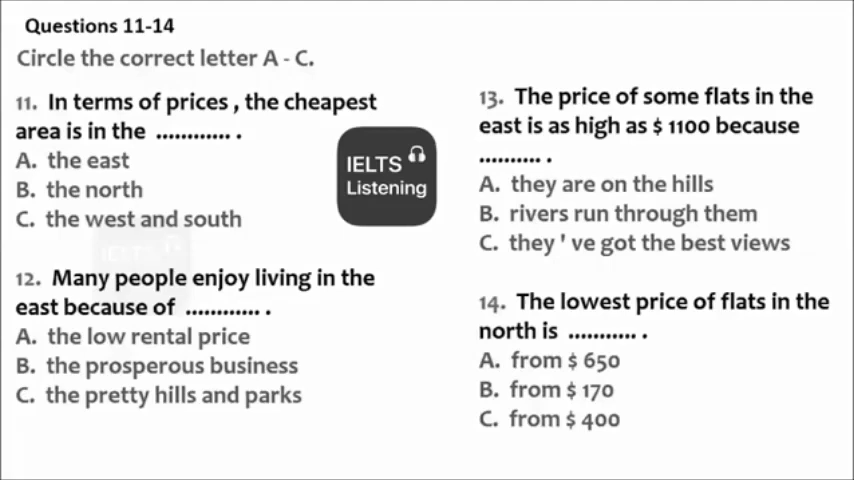 Questions 11-14
Circle the correct letter A - C.
11. In terms of prices , the cheapest
area is in the ............ .
A. the east
B. the north
C. the west and south
12. Many people enjoy living in the
east because of ............ .
A. the low rental price
B. the prosperous business
C. the pretty hills and parks
IELTS
Listening
IELTS
13. The price of some flats in the
east is as high as $ 1100 because
.......... .
A. they are on the hills
B. rivers run through them
C. they ' ve got the best views
14. The lowest price of flats in the
north is ........... .
A. from $ 650
B. from $ 170
C. from $ 400